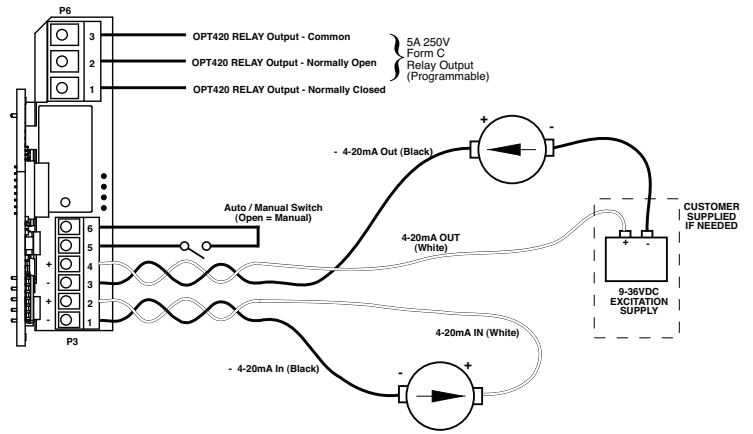 P6
3 OPT420 RELAY Output - Common
2 OPT420 RELAY Output - Normally Open
1 OPT420 RELAY Output - Normally Closed
5A 250V
Form C
Relay Output
(Programmable)
+ -
- 4-20mA Out (Black)
Auto / Manual Switch
(Open = Manual)
CUSTOMER
SUPPLIED
IF NEEDED
6
5
+ 4
- 3
+ 2
- 1
P3
4-20mA OUT
(White)
+ -
9-36VDC
EXCITATION
SUPPLY
4-20mA IN (White)
- 4-20mA In (Black)
- +